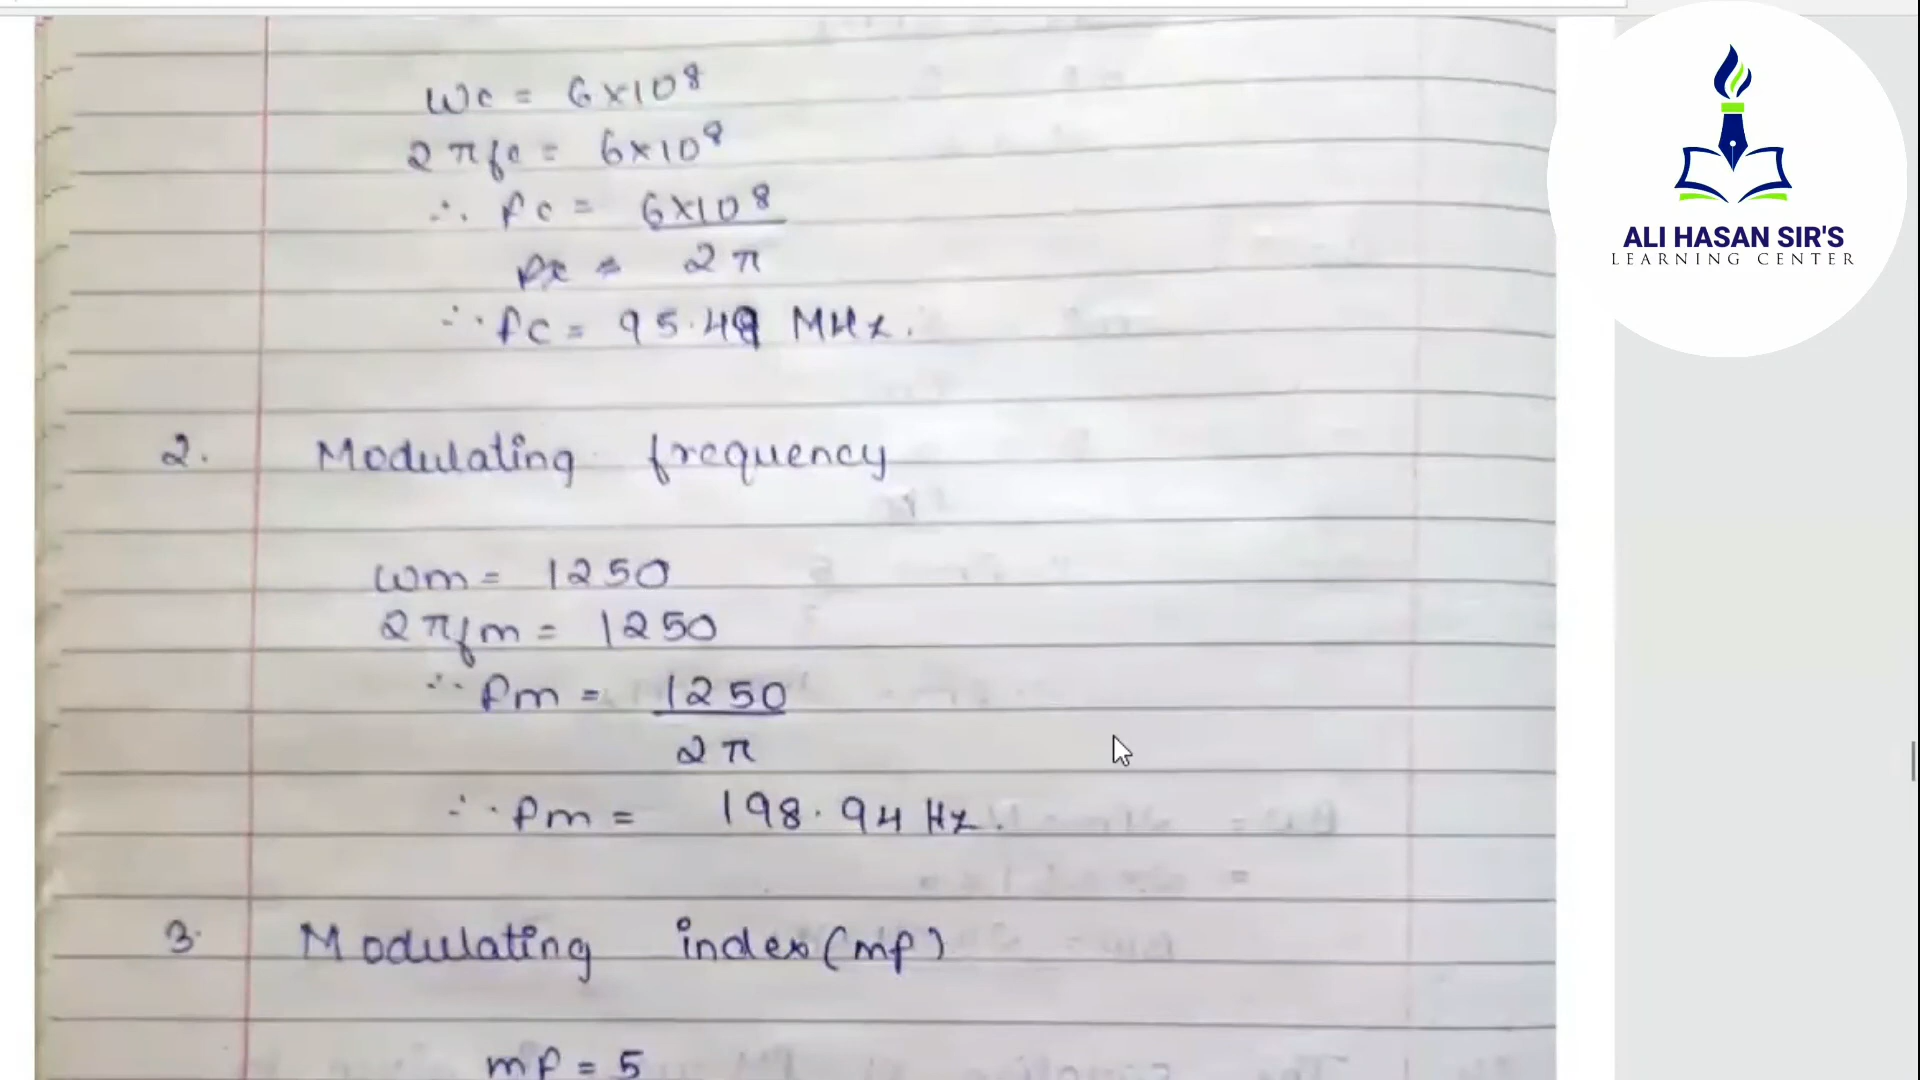 ωc = 6×10⁸
2πfc = 6×10⁸
∴ fc = 6×10⁸
2π
∴ fc = 95.49 MHz.
2. Modulating frequency
ωm = 1250
2πfm = 1250
∴ fm = 1250
2π
∴ fm = 198.94 Hz.
3. Modulating index (mf)
mf = 5
ALI HASAN SIR'S
LEARNING CENTER